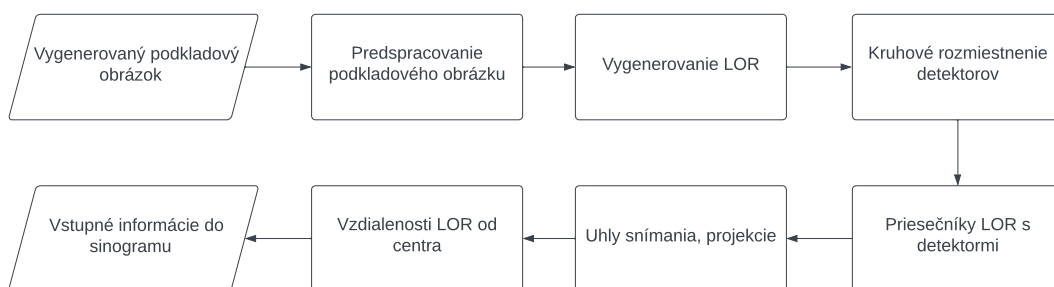 Vygenerovaný podkladový
obrázok
Predspracovanie
podkladového obrázku
Vygenerovanie LOR
Kruhové rozmiestnenie
detektorov
Priesečníky LOR s
detektormi
Uhly snímania, projekcie
Vzdialenosti LOR od
centra
Vstupné informácie do
sinogramu